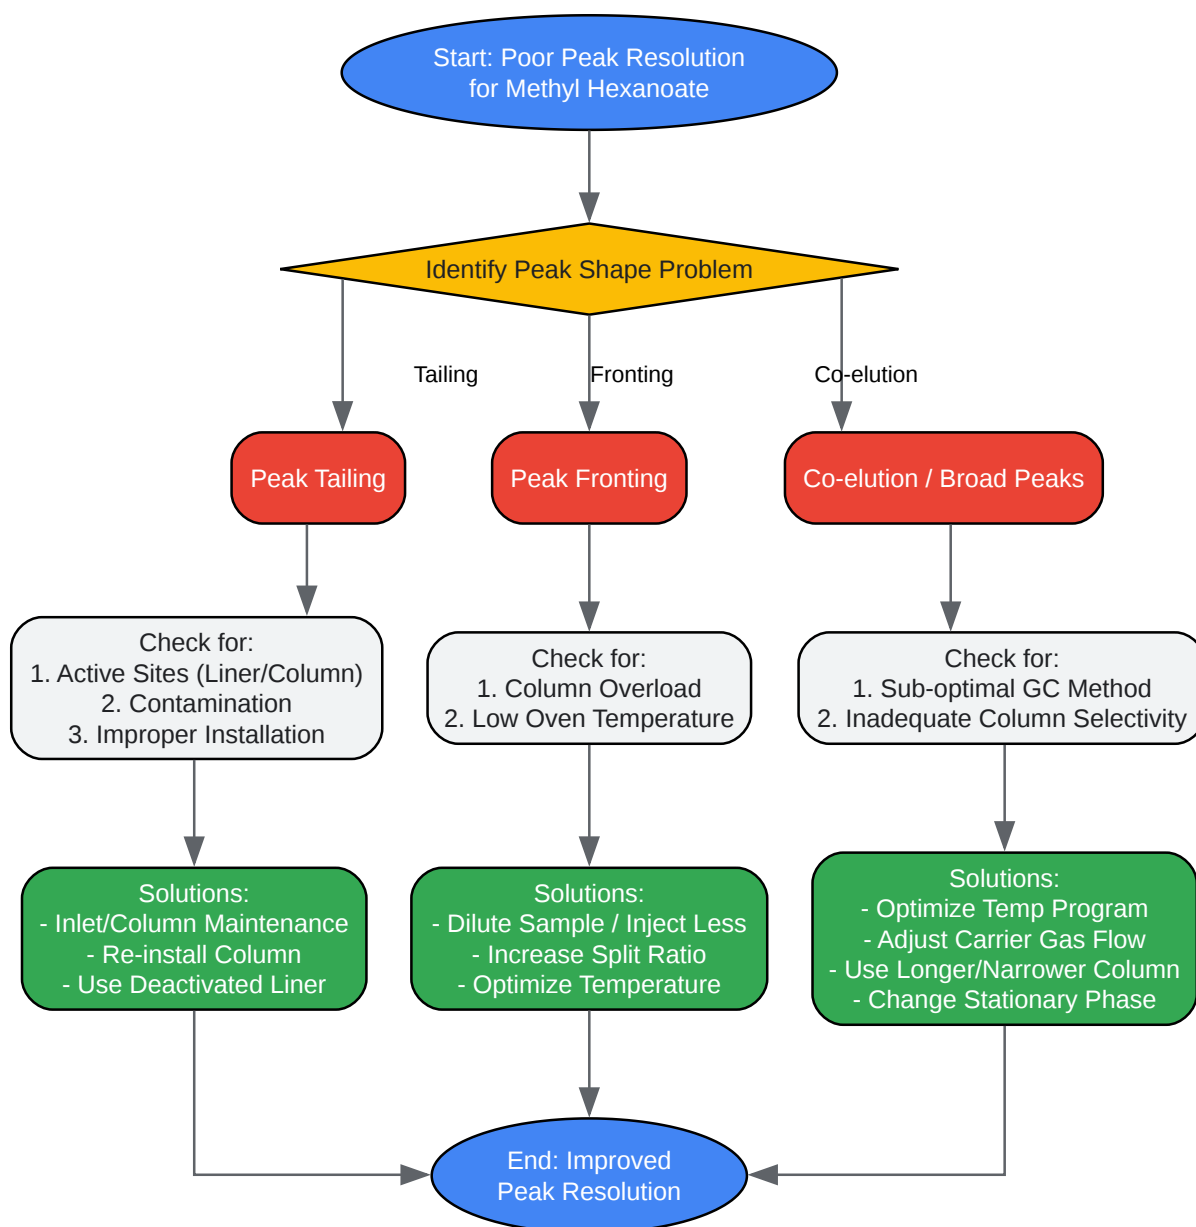 Start: Poor Peak Resolution
for Methyl Hexanoate
Identify Peak Shape Problem
Tailing
Fronting
Co-elution
Peak Tailing
Peak Fronting
Co-elution / Broad Peaks
Check for:
1. Active Sites (Liner/Column)
2. Contamination
3. Improper Installation
Check for:
1. Column Overload
2. Low Oven Temperature
Check for:
1. Sub-optimal GC Method
2. Inadequate Column Selectivity
Solutions:
- Inlet/Column Maintenance
- Re-install Column
- Use Deactivated Liner
Solutions:
- Dilute Sample / Inject Less
- Increase Split Ratio
- Optimize Temperature
Solutions:
- Optimize Temp Program
- Adjust Carrier Gas Flow
- Use Longer/Narrower Column
- Change Stationary Phase
End: Improved
Peak Resolution